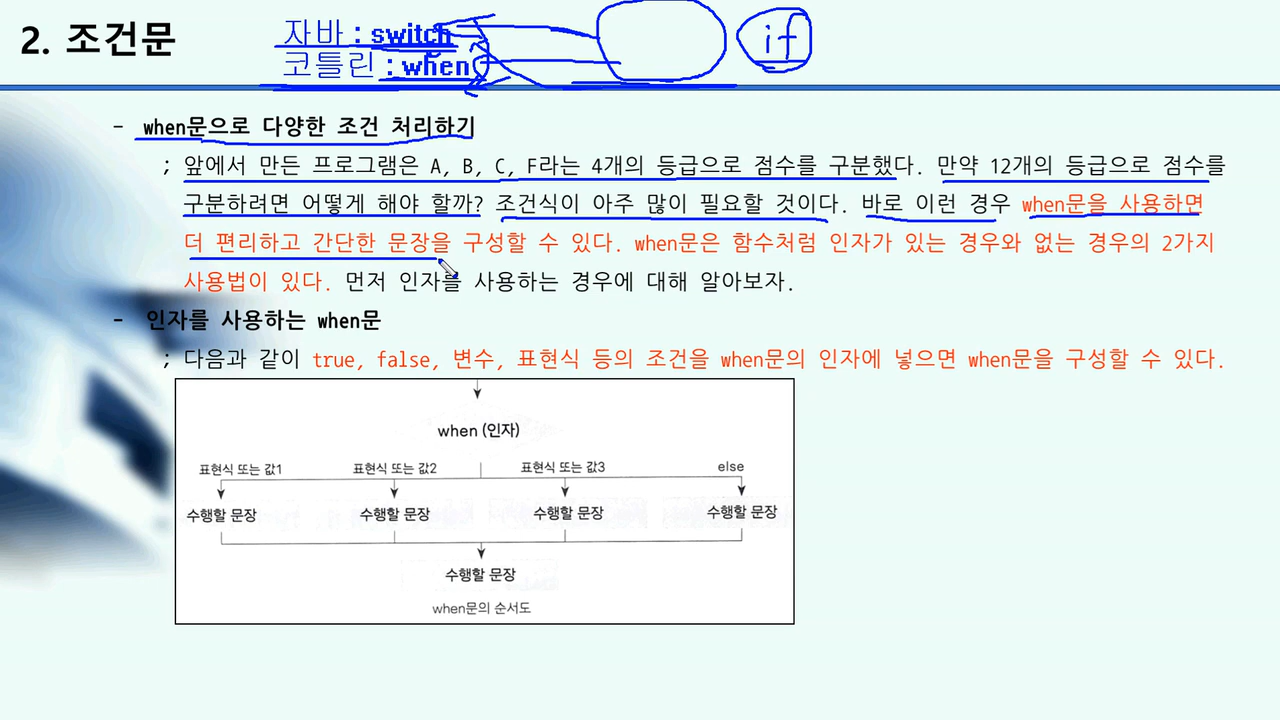 2. 조건문
자바 : switch
코틀린 : when
if
- when문으로 다양한 조건 처리하기
; 앞에서 만든 프로그램은 A, B, C, F라는 4개의 등급으로 점수를 구분했다. 만약 12개의 등급으로 점수를
구분하려면 어떻게 해야 할까? 조건식이 아주 많이 필요할 것이다. 바로 이런 경우 when문을 사용하면
더 편리하고 간단한 문장을 구성할 수 있다. when문은 함수처럼 인자가 있는 경우와 없는 경우의 2가지
사용법이 있다. 먼저 인자를 사용하는 경우에 대해 알아보자.
- 인자를 사용하는 when문
; 다음과 같이 true, false, 변수, 표현식 등의 조건을 when문의 인자에 넣으면 when문을 구성할 수 있다.
when (인자)
표현식 또는 값1 표현식 또는 값2 표현식 또는 값3 else
수행할 문장 수행할 문장 수행할 문장 수행할 문장
수행할 문장
when문의 순서도